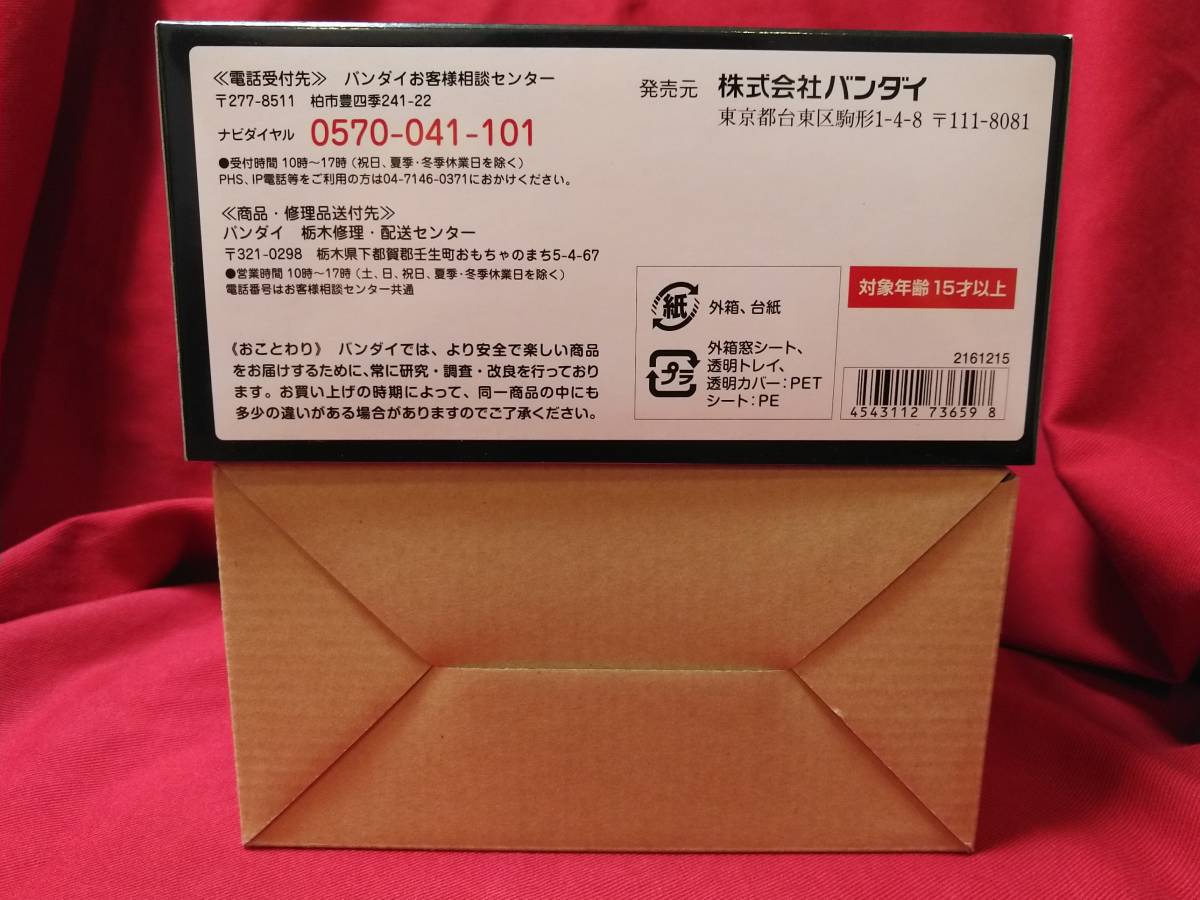 ≪電話受付先≫ バンダイお客様相談センター
〒277-8511 柏市豊四季241-22
ナビダイヤル 0570-041-101
●受付時間 10時～17時（祝日、夏季・冬季休業日を除く）
PHS、IP電話等をご利用の方は04-7146-0371におかけください。
≪商品・修理品送付先≫
バンダイ 栃木修理・配送センター
〒321-0298 栃木県下都賀郡壬生町おもちゃのまち5-4-67
●営業時間 10時～17時（土、日、祝日、夏季・冬季休業日を除く）
電話番号はお客様相談センター共通
《おことわり》 バンダイでは、より安全で楽しい商品
をお届けするために、常に研究・調査・改良を行っており
ます。お買い上げの時期によって、同一商品の中にも
多少の違いがある場合がありますのでご了承ください。
発売元 株式会社バンダイ
東京都台東区駒形1-4-8 〒111-8081
紙 外箱、台紙
プラ 外箱窓シート、
透明トレイ、
透明カバー：PET
シート：PE
対象年齢 15才以上
2161215
4543112 73659 8